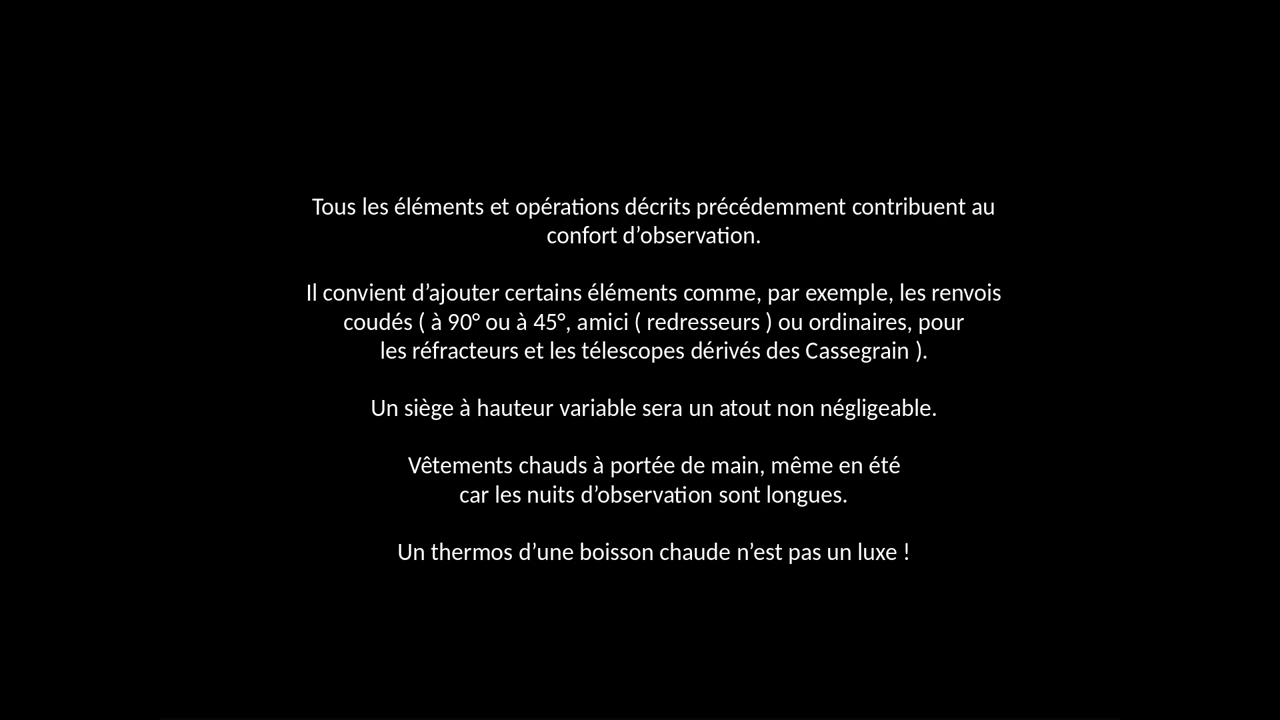 Tous les éléments et opérations décrits précédemment contribuent au
confort d’observation.
Il convient d’ajouter certains éléments comme, par exemple, les renvois
coudés ( à 90° ou à 45°, amici ( redresseurs ) ou ordinaires, pour
les réfracteurs et les télescopes dérivés des Cassegrain ).
Un siège à hauteur variable sera un atout non négligeable.
Vêtements chauds à portée de main, même en été
car les nuits d’observation sont longues.
Un thermos d’une boisson chaude n’est pas un luxe !